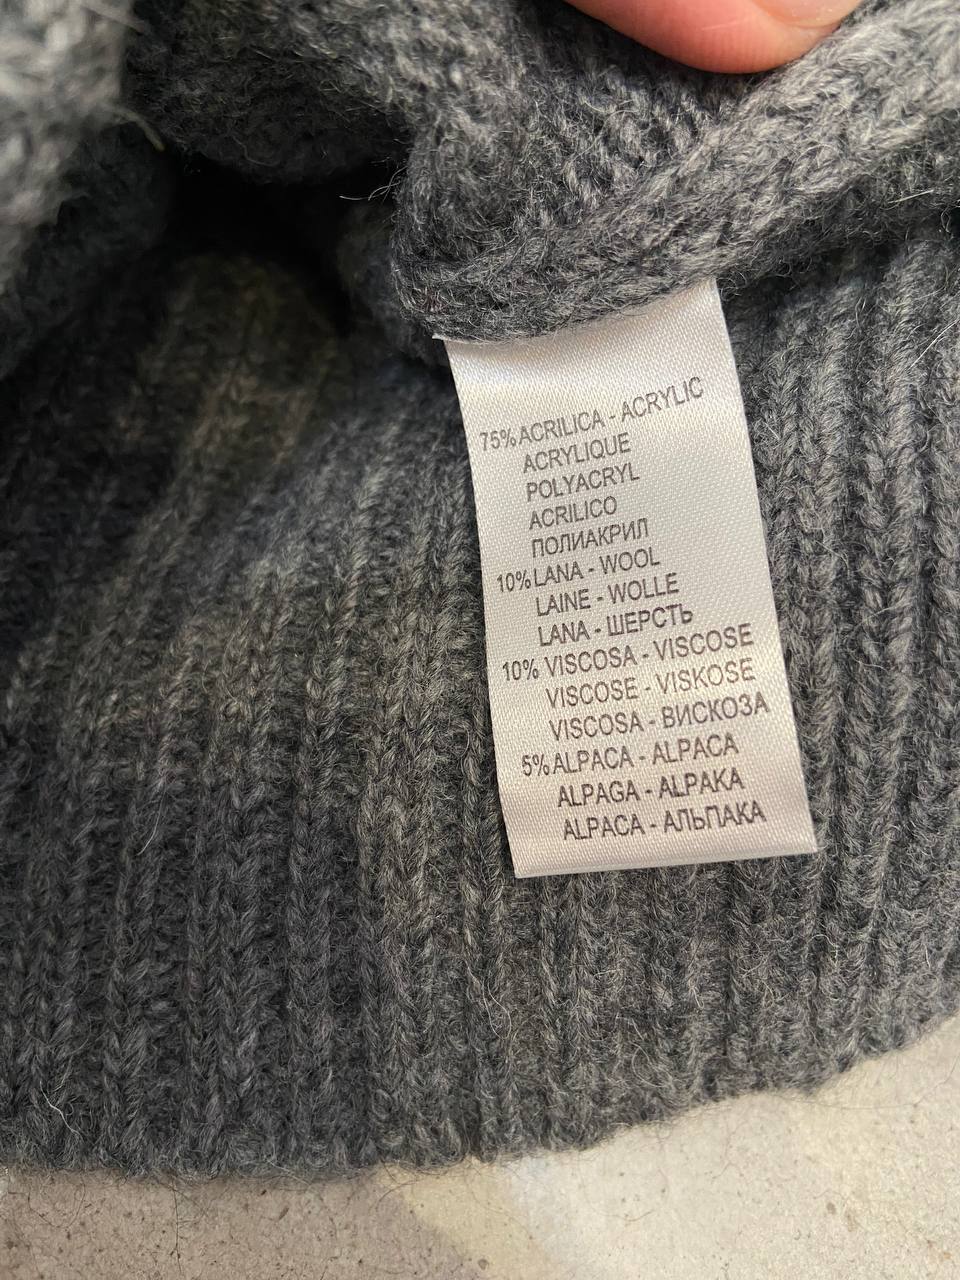 75% ACRILICA - ACRYLIC
ACRYLIQUE
POLYACRYL
ACRILICO
ПОЛИАКРИЛ
10% LANA - WOOL
LAINE - WOLLE
LANA - ШЕРСТЬ
10% VISCOSA - VISCOSE
VISCOSE - VISKOSE
VISCOSA - ВИСКОЗА
5% ALPACA - ALPACA
ALPAGA - ALPAKA
ALPACA - АЛЬПАКА